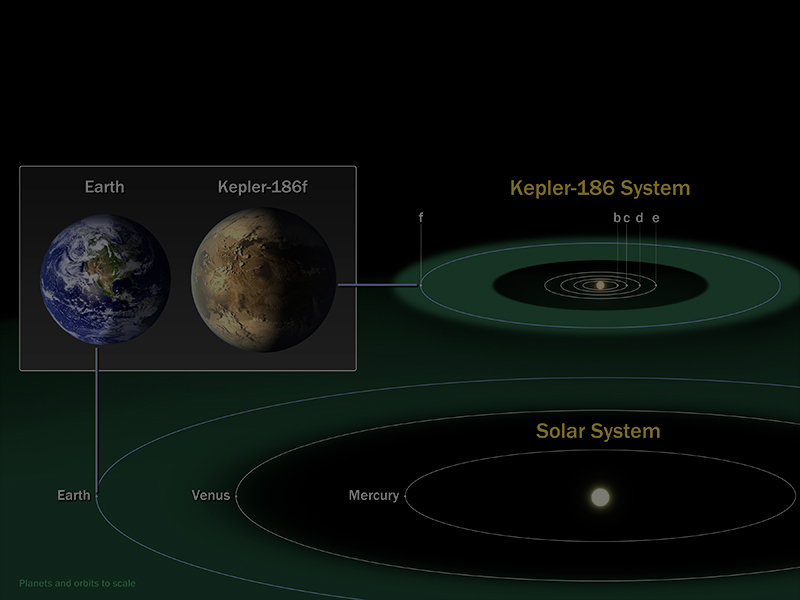 Earth
Kepler-186f
Kepler-186 System
f
b c d e
Solar System
Earth
Venus
Mercury
Planets and orbits to scale